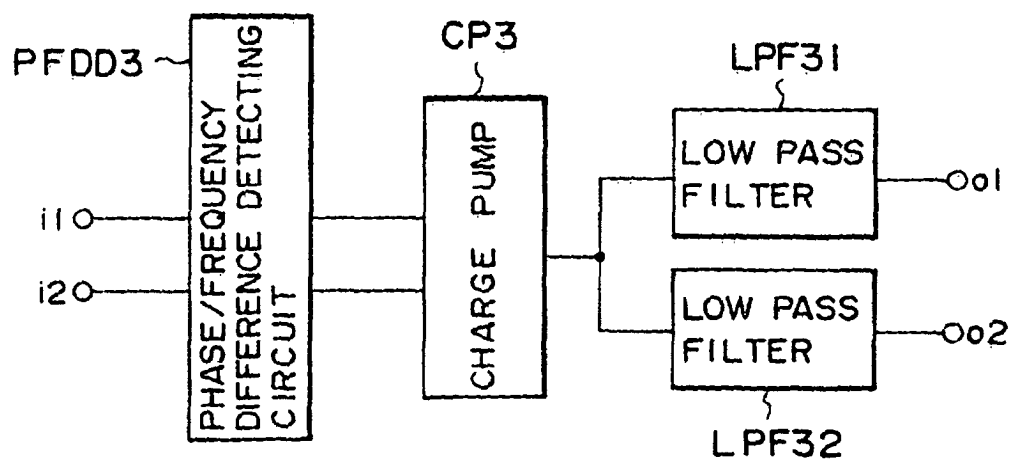 PFDD3
PHASE/FREQUENCY
DIFFERENCE DETECTING
CIRCUIT
i1
i2
CP3
CHARGE PUMP
LPF31
LOW PASS
FILTER
o1
LOW PASS
FILTER
o2
LPF32